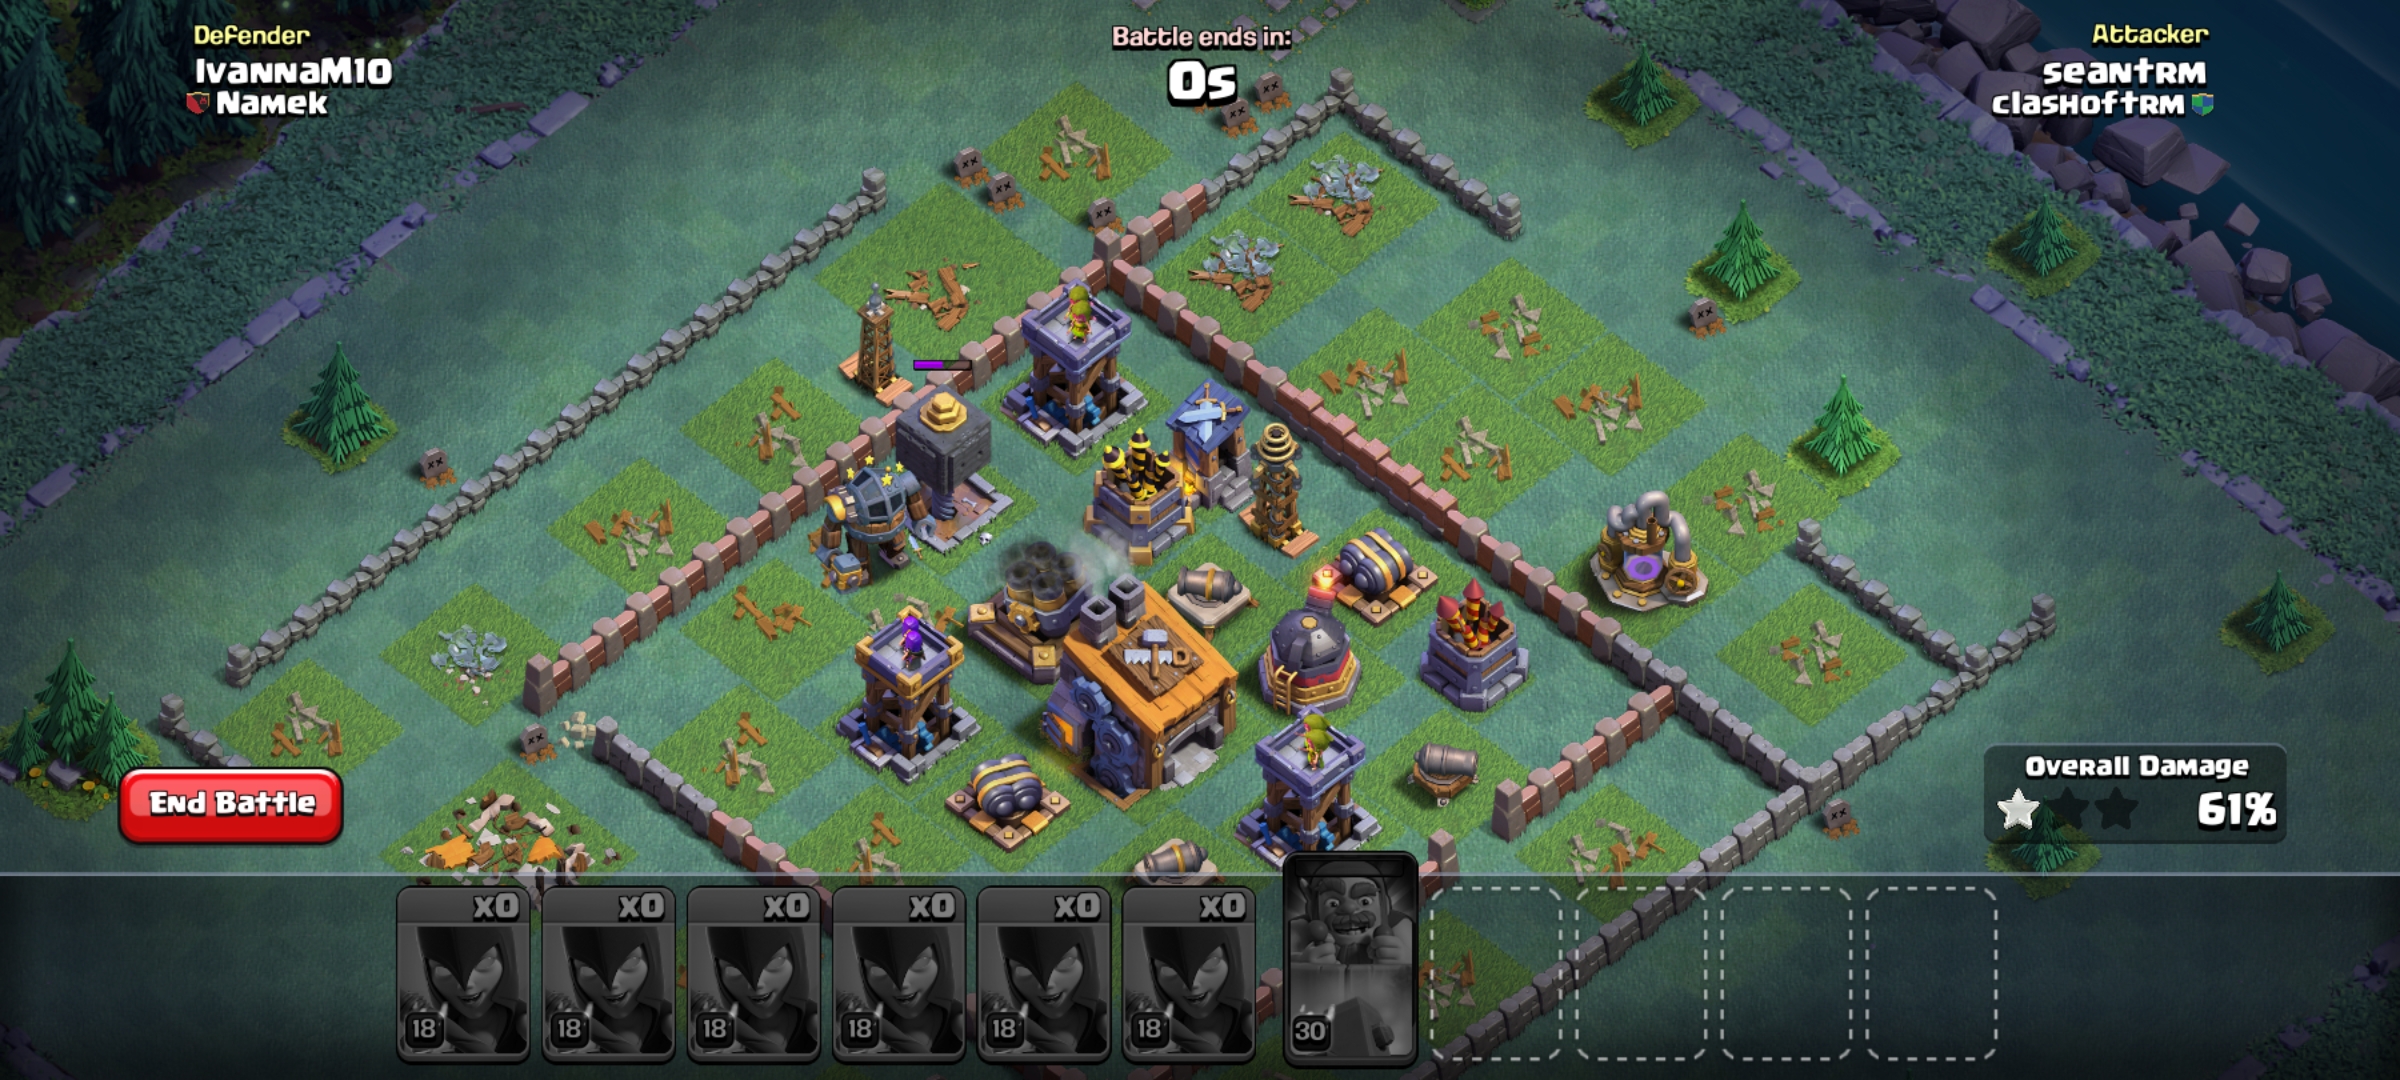 Defender
IvannaM10
Namek
Battle ends in:
0s
Attacker
seantRM
clashoftRM
End Battle
Overall Damage
61%
x0
x0
x0
x0
x0
x0
18
18
18
18
18
18
30